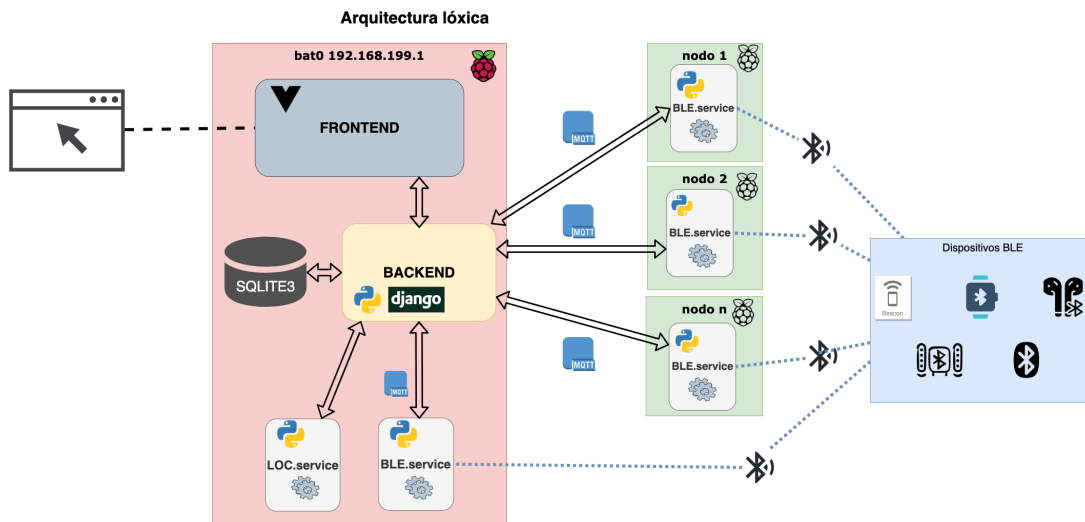 Arquitectura lóxica
bat0 192.168.199.1
FRONTEND
BACKEND
django
SQLITE3
MQTT
LOC.service
BLE.service
MQTT
MQTT
MQTT
nodo 1
BLE.service
nodo 2
BLE.service
nodo n
BLE.service
Dispositivos BLE
Beacon